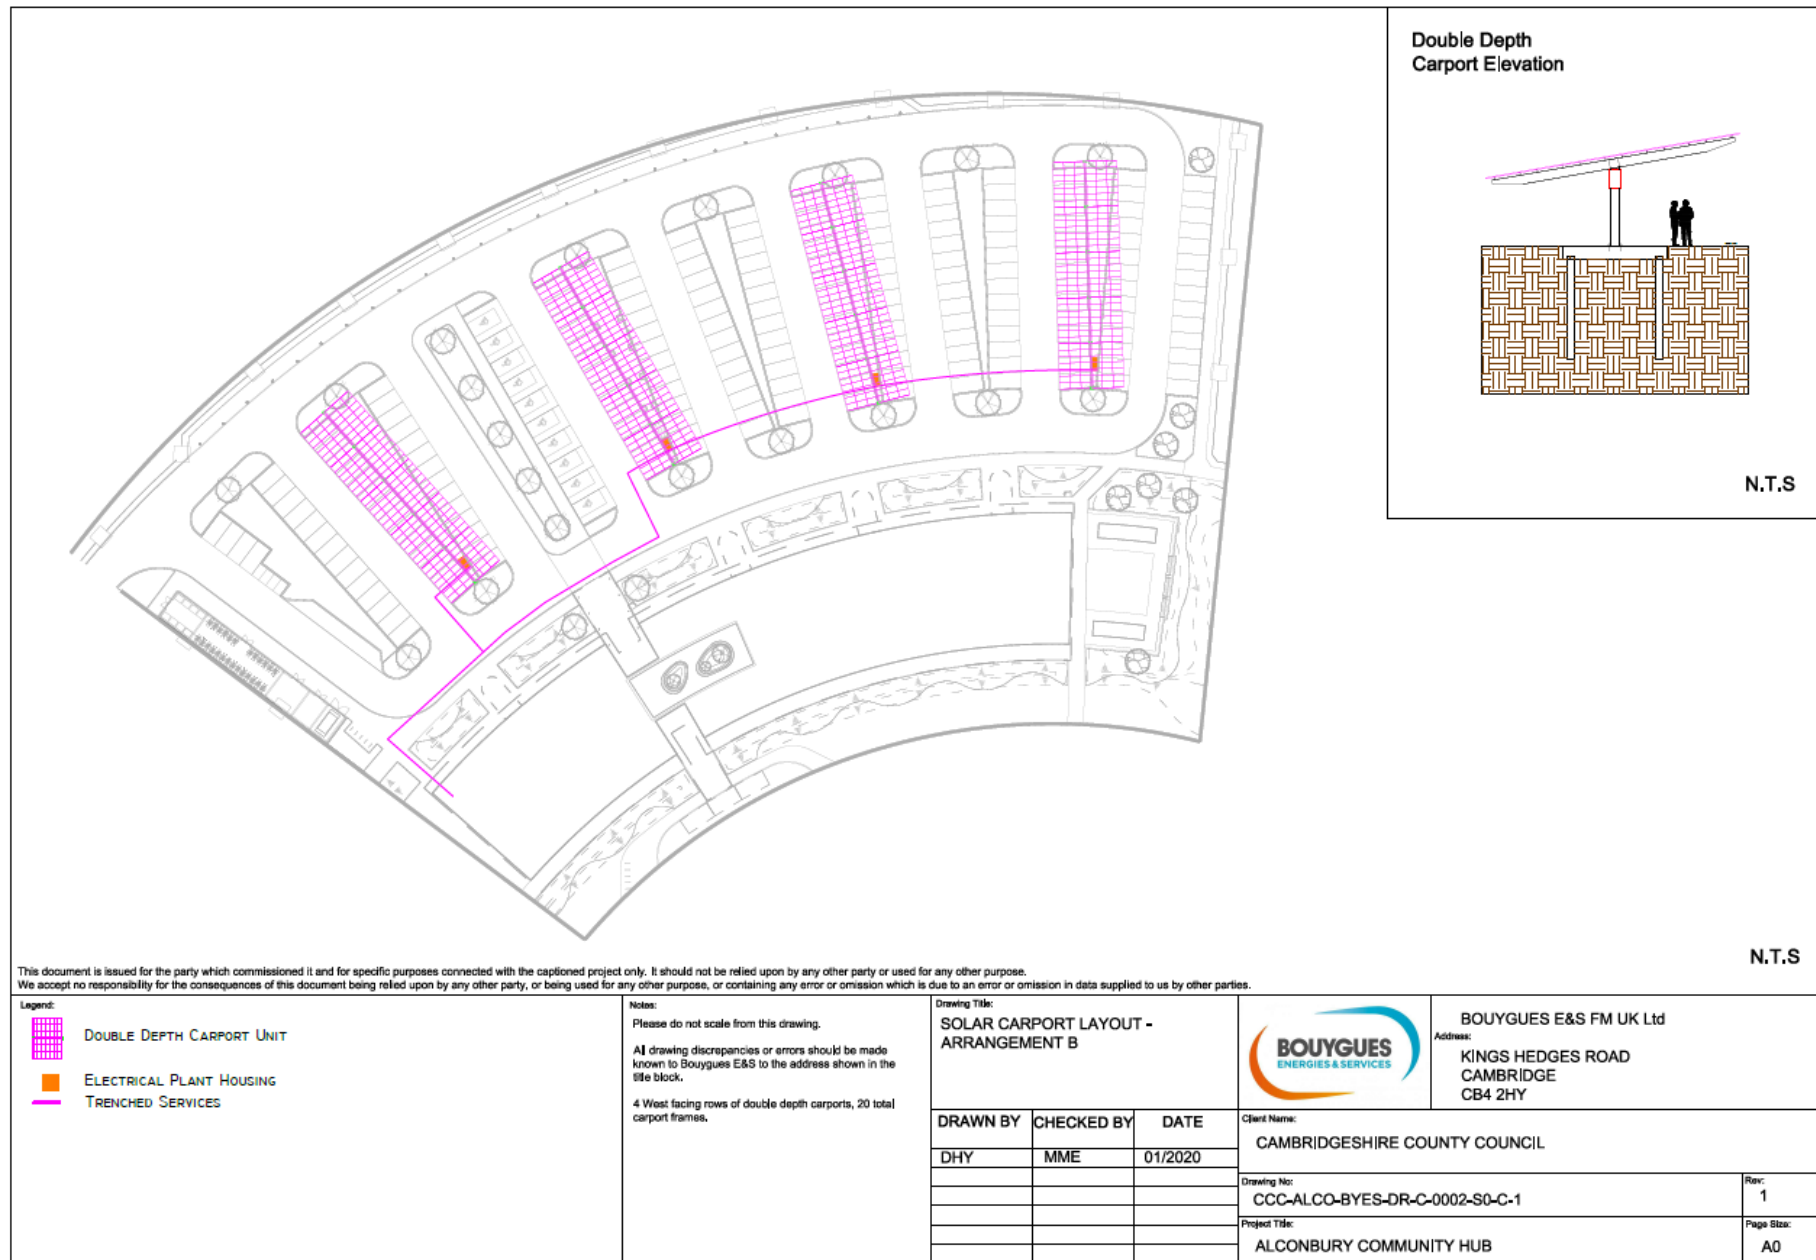 Double Depth
Carport Elevation
N.T.S
N.T.S
This document is issued for the party which commissioned it and for specific purposes connected with the captioned project only. It should not be relied upon by any other party or used for any other purpose.
We accept no responsibility for the consequences of this document being relied upon by any other party, or being used for any other purpose, or containing any error or omission which is due to an error or omission in data supplied to us by other parties.
Legend:
DOUBLE DEPTH CARPORT UNIT
ELECTRICAL PLANT HOUSING
TRENCHED SERVICES
Notes:
Please do not scale from this drawing.
All drawing discrepancies or errors should be made
known to Bouygues E&S to the address shown in the
title block.
4 West facing rows of double depth carports, 20 total
carport frames.
Drawing Title:
SOLAR CARPORT LAYOUT -
ARRANGEMENT B
DRAWN BY CHECKED BY DATE
DHY MME 01/2020
BOUYGUES
ENERGIES & SERVICES
BOUYGUES E&S FM UK Ltd
Address:
KINGS HEDGES ROAD
CAMBRIDGE
CB4 2HY
Client Name:
CAMBRIDGESHIRE COUNTY COUNCIL
Drawing No:
CCC-ALCO-BYES-DR-C-0002-S0-C-1
Rev:
1
Project Title:
ALCONBURY COMMUNITY HUB
Page Size:
A0